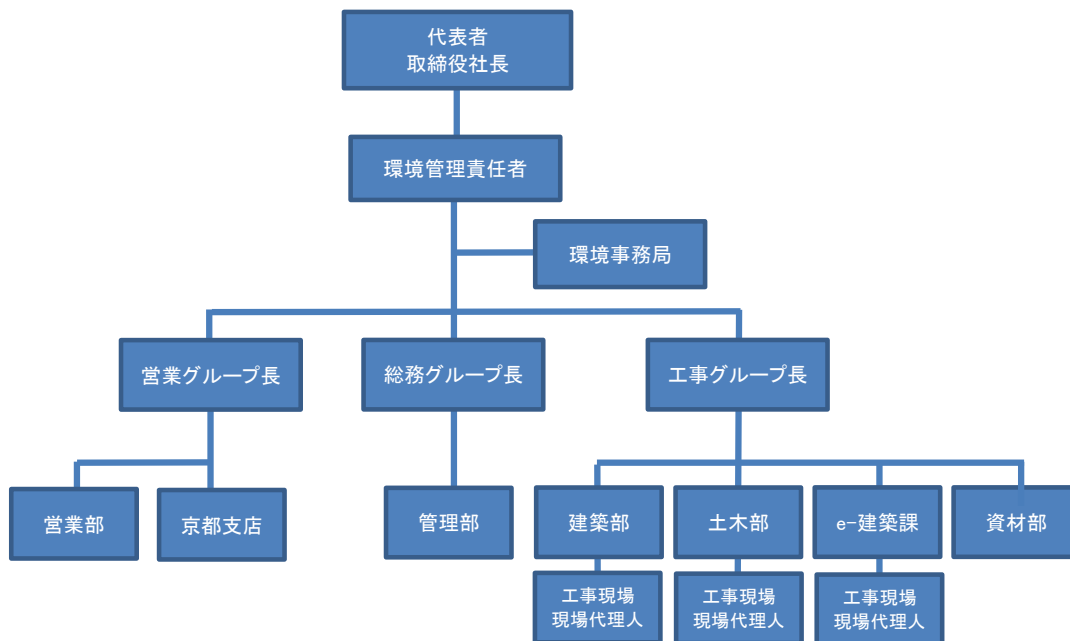 代表者
取締役社長
環境管理責任者
環境事務局
営業グループ長
総務グループ長
工事グループ長
営業部
京都支店
管理部
建築部
土木部
e-建築課
資材部
工事現場
現場代理人
工事現場
現場代理人
工事現場
現場代理人